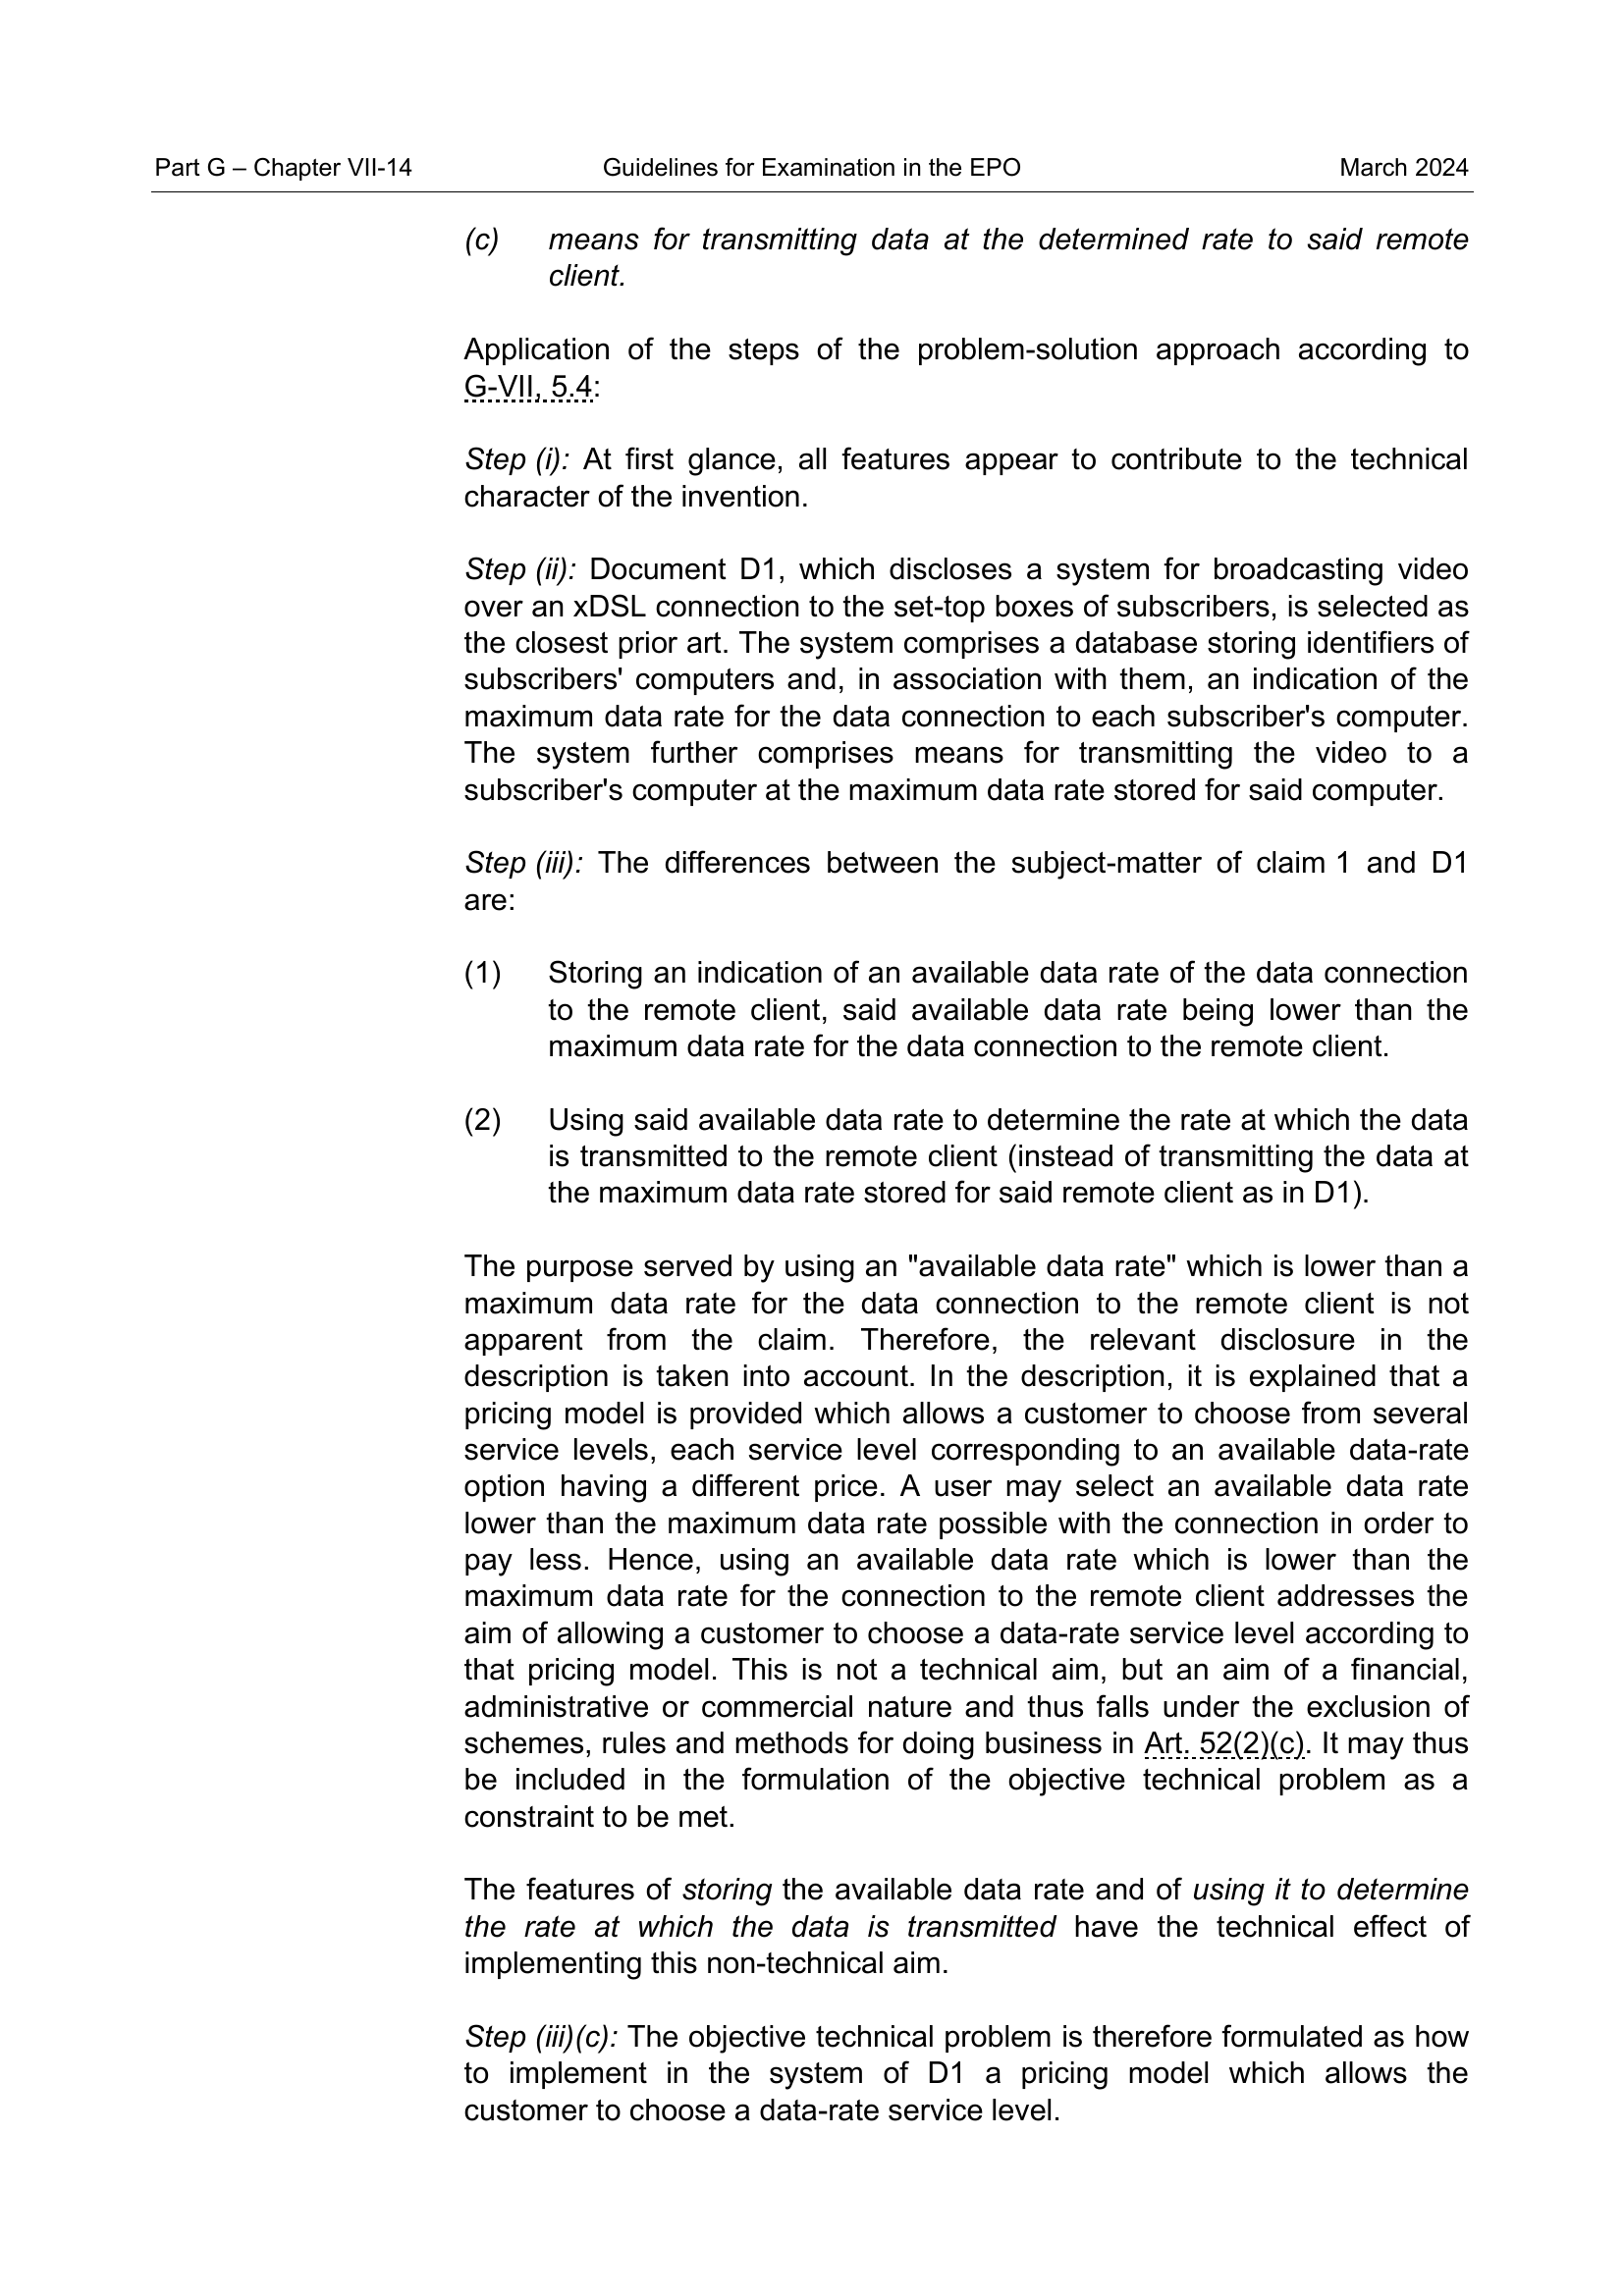 Part G – Chapter VII-14 Guidelines for Examination in the EPO March 2024
(c) means for transmitting data at the determined rate to said remote
client.
Application of the steps of the problem-solution approach according to
G-VII, 5.4:
Step (i): At first glance, all features appear to contribute to the technical
character of the invention.
Step (ii): Document D1, which discloses a system for broadcasting video
over an xDSL connection to the set-top boxes of subscribers, is selected as
the closest prior art. The system comprises a database storing identifiers of
subscribers' computers and, in association with them, an indication of the
maximum data rate for the data connection to each subscriber's computer.
The system further comprises means for transmitting the video to a
subscriber's computer at the maximum data rate stored for said computer.
Step (iii): The differences between the subject-matter of claim 1 and D1
are:
(1) Storing an indication of an available data rate of the data connection
to the remote client, said available data rate being lower than the
maximum data rate for the data connection to the remote client.
(2) Using said available data rate to determine the rate at which the data
is transmitted to the remote client (instead of transmitting the data at
the maximum data rate stored for said remote client as in D1).
The purpose served by using an "available data rate" which is lower than a
maximum data rate for the data connection to the remote client is not
apparent from the claim. Therefore, the relevant disclosure in the
description is taken into account. In the description, it is explained that a
pricing model is provided which allows a customer to choose from several
service levels, each service level corresponding to an available data-rate
option having a different price. A user may select an available data rate
lower than the maximum data rate possible with the connection in order to
pay less. Hence, using an available data rate which is lower than the
maximum data rate for the connection to the remote client addresses the
aim of allowing a customer to choose a data-rate service level according to
that pricing model. This is not a technical aim, but an aim of a financial,
administrative or commercial nature and thus falls under the exclusion of
schemes, rules and methods for doing business in Art. 52(2)(c). It may thus
be included in the formulation of the objective technical problem as a
constraint to be met.
The features of storing the available data rate and of using it to determine
the rate at which the data is transmitted have the technical effect of
implementing this non-technical aim.
Step (iii)(c): The objective technical problem is therefore formulated as how
to implement in the system of D1 a pricing model which allows the
customer to choose a data-rate service level.